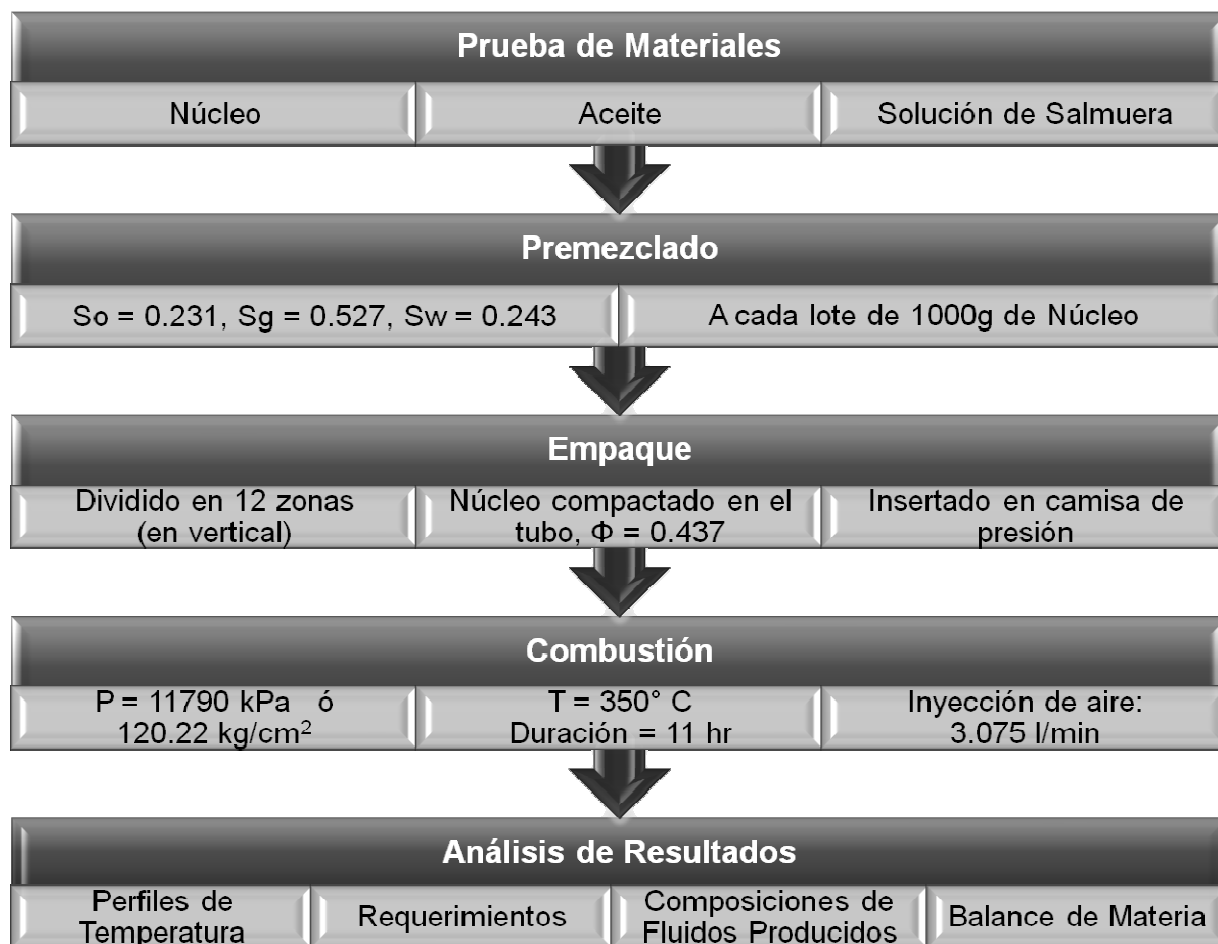 Prueba de Materiales
Núcleo
Aceite
Solución de Salmuera
Premezclado
So = 0.231, Sg = 0.527, Sw = 0.243
A cada lote de 1000g de Núcleo
Empaque
Dividido en 12 zonas
(en vertical)
Núcleo compactado en el
tubo, Φ = 0.437
Insertado en camisa de
presión
Combustión
P = 11790 kPa ó
120.22 kg/cm²
T = 350° C
Duración = 11 hr
Inyección de aire:
3.075 l/min
Análisis de Resultados
Perfiles de
Temperatura
Requerimientos
Composiciones de
Fluidos Producidos
Balance de Materia